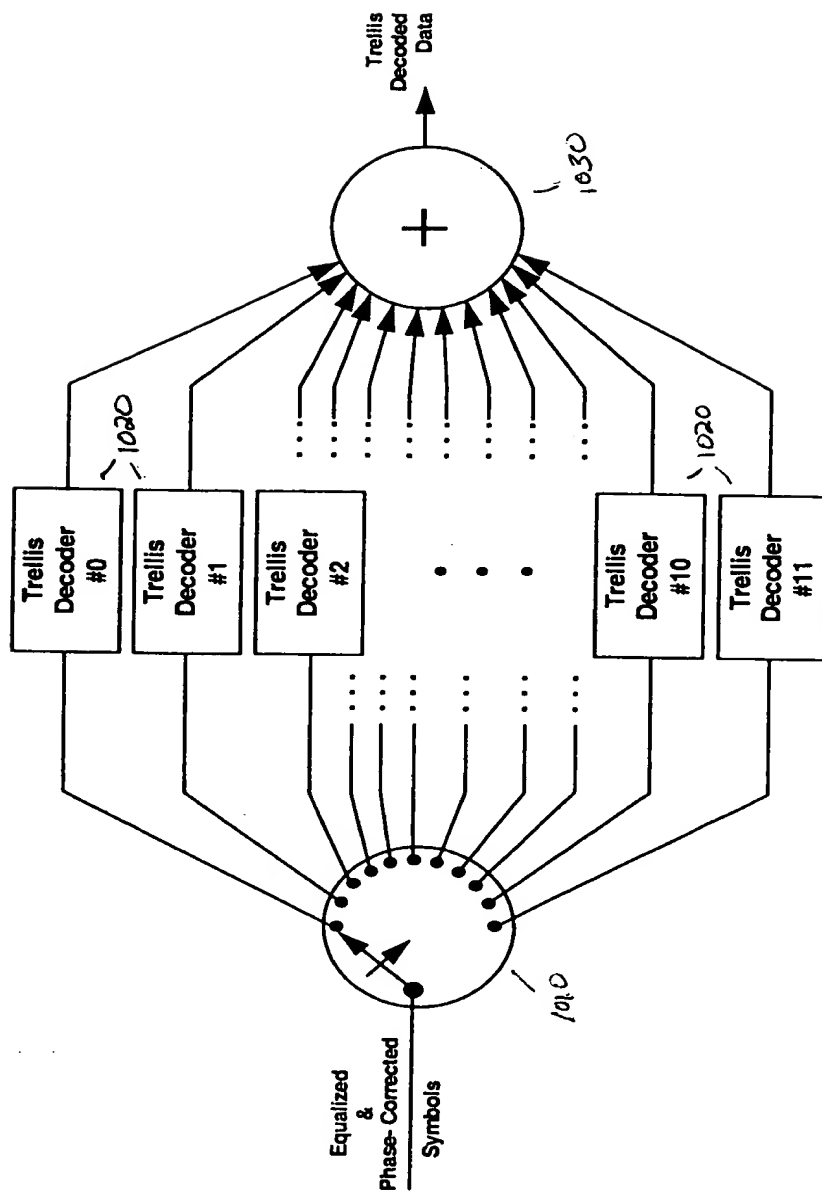 Equalized
&
Phase- Corrected
Symbols
1010
Trellis
Decoder
#0
1020
Trellis
Decoder
#1
Trellis
Decoder
#2
Trellis
Decoder
#10
1020
Trellis
Decoder
#11
+
1030
Trellis
Decoded
Data